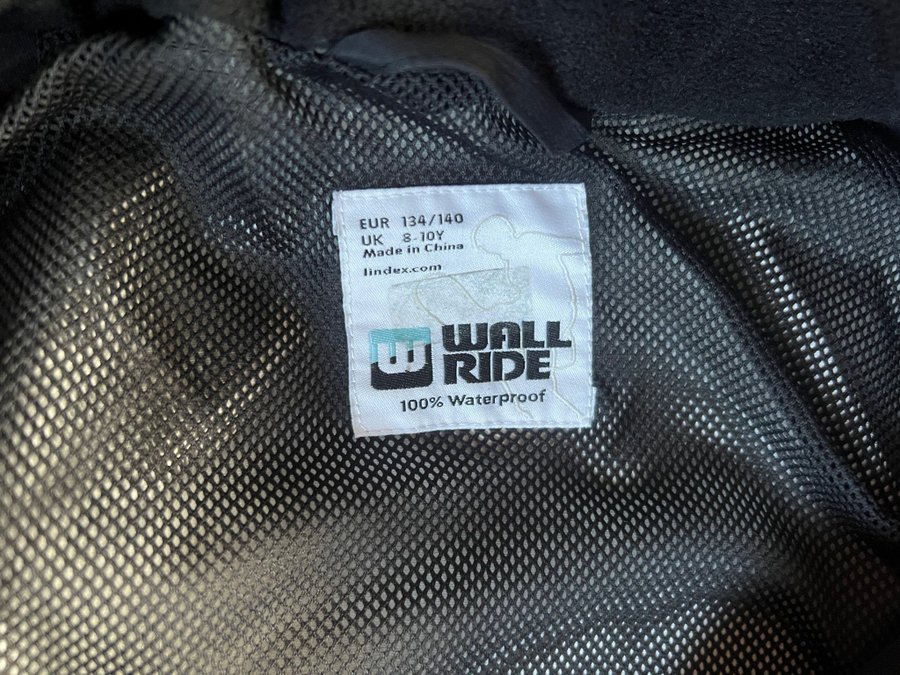 EUR 134/140
UK 8-10Y
Made in China
lindex.com
W WALL
RIDE
100% Waterproof